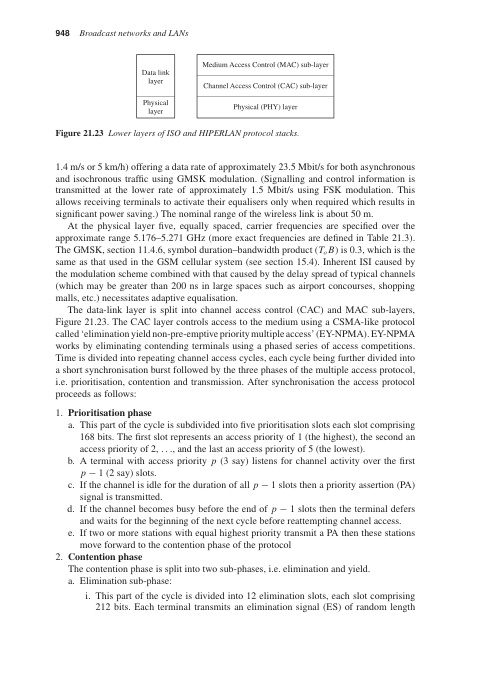 948 Broadcast networks and LANs
Data link
layer
Physical
layer
Medium Access Control (MAC) sub-layer
Channel Access Control (CAC) sub-layer
Physical (PHY) layer
Figure 21.23 Lower layers of ISO and HIPERLAN protocol stacks.
1.4 m/s or 5 km/h) offering a data rate of approximately 23.5 Mbit/s for both asynchronous
and isochronous traffic using GMSK modulation. (Signalling and control information is
transmitted at the lower rate of approximately 1.5 Mbit/s using FSK modulation. This
allows receiving terminals to activate their equalisers only when required which results in
significant power saving.) The nominal range of the wireless link is about 50 m.
At the physical layer five, equally spaced, carrier frequencies are specified over the
approximate range 5.176–5.271 GHz (more exact frequencies are defined in Table 21.3).
The GMSK, section 11.4.6, symbol duration–bandwidth product (TₒB) is 0.3, which is the
same as that used in the GSM cellular system (see section 15.4). Inherent ISI caused by
the modulation scheme combined with that caused by the delay spread of typical channels
(which may be greater than 200 ns in large spaces such as airport concourses, shopping
malls, etc.) necessitates adaptive equalisation.
The data-link layer is split into channel access control (CAC) and MAC sub-layers,
Figure 21.23. The CAC layer controls access to the medium using a CSMA-like protocol
called ‘elimination yield non-pre-emptive priority multiple access’ (EY-NPMA). EY-NPMA
works by eliminating contending terminals using a phased series of access competitions.
Time is divided into repeating channel access cycles, each cycle being further divided into
a short synchronisation burst followed by the three phases of the multiple access protocol,
i.e. prioritisation, contention and transmission. After synchronisation the access protocol
proceeds as follows:
1. Prioritisation phase
a. This part of the cycle is subdivided into five prioritisation slots each slot comprising
168 bits. The first slot represents an access priority of 1 (the highest), the second an
access priority of 2, . . ., and the last an access priority of 5 (the lowest).
b. A terminal with access priority p (3 say) listens for channel activity over the first
p − 1 (2 say) slots.
c. If the channel is idle for the duration of all p − 1 slots then a priority assertion (PA)
signal is transmitted.
d. If the channel becomes busy before the end of p − 1 slots then the terminal defers
and waits for the beginning of the next cycle before reattempting channel access.
e. If two or more stations with equal highest priority transmit a PA then these stations
move forward to the contention phase of the protocol
2. Contention phase
The contention phase is split into two sub-phases, i.e. elimination and yield.
a. Elimination sub-phase:
i. This part of the cycle is divided into 12 elimination slots, each slot comprising
212 bits. Each terminal transmits an elimination signal (ES) of random length